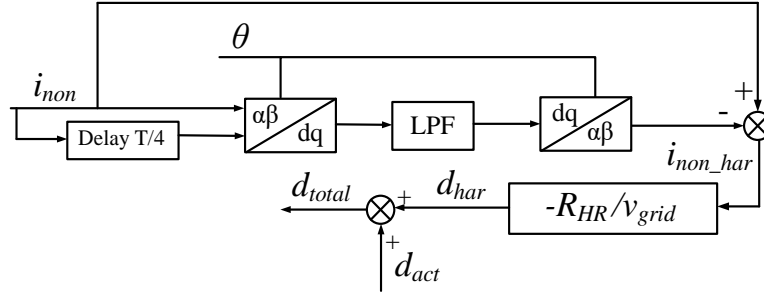 θ
i_non
αβ
dq
Delay T/4
LPF
dq
αβ
+
-
i_non_har
d_total
+
d_har
-R_HR/v_grid
+
d_act